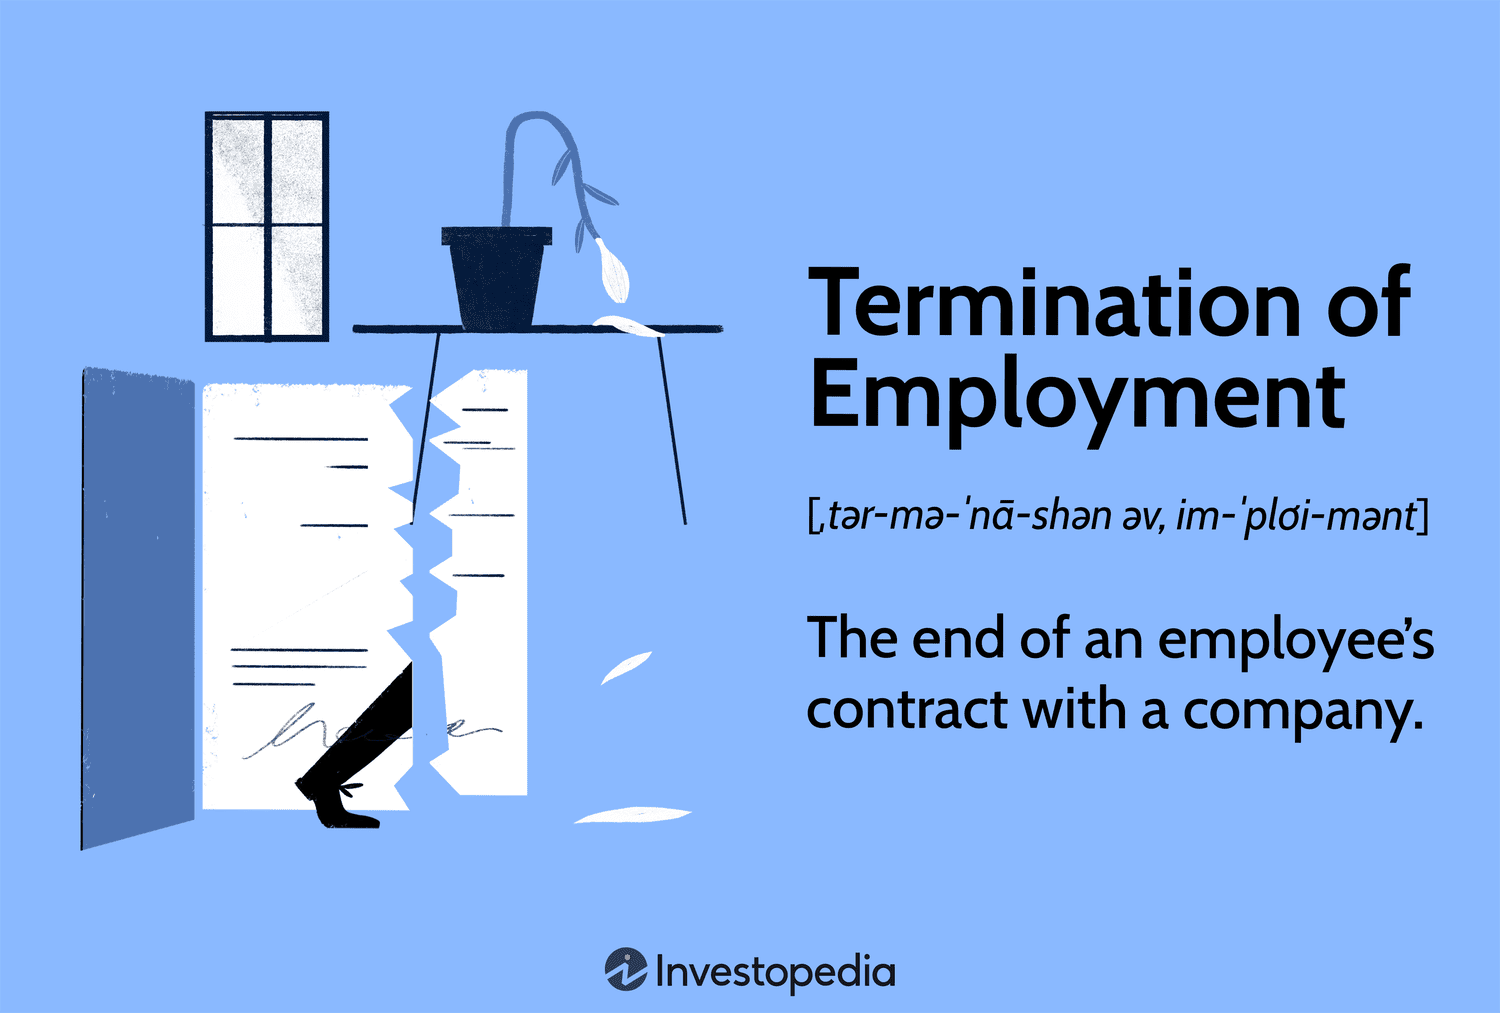 Termination of
Employment
[ˌtər-mə-ˈnā-shən əv, im-ˈplȯi-mənt]
The end of an employee’s
contract with a company.
Investopedia